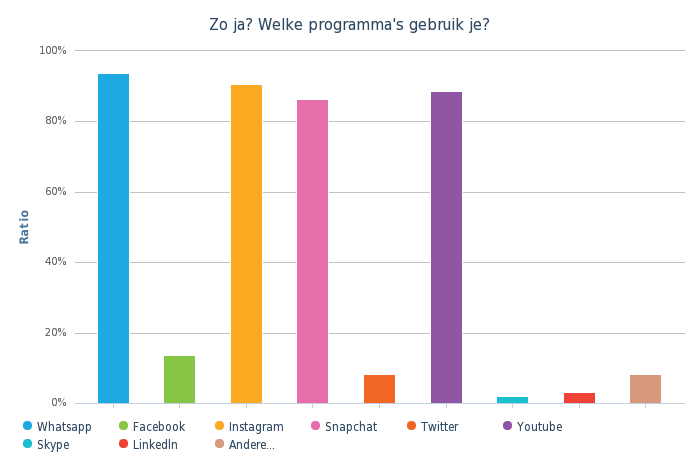 Zo ja? Welke programma's gebruik je?
100%
80%
60%
40%
20%
0%
Ratio
Whatsapp Facebook Instagram Snapchat Twitter Youtube
Skype LinkedIn Andere...